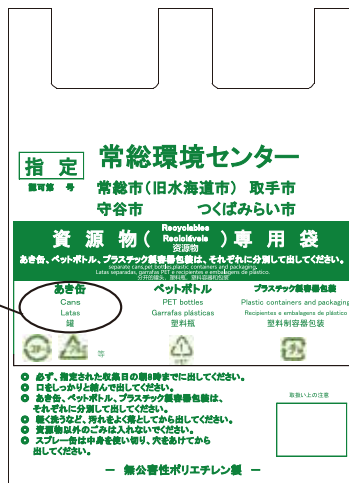 指 定
認可第　号
常総環境センター
常総市(旧水海道市)　取手市
守谷市　つくばみらい市
資 源 物 ( Recyclables Recicláveis 资源物 ) 専 用 袋
あき缶、ペットボトル、プラスチック製容器包装は、それぞれに分別して出してください。
separate cans,pet bottles,plastic containers and packaging.
Latas separadas, garrafas PET e recipientes e embalagens de plástico.
あき缶
Cans
Latas
罐
等
ペットボトル
PET bottles
Garrafas plásticas
塑料瓶
プラスチック製容器包装
Plastic containers and packaging
Recipientes e embalagens de plástico
塑料制容器包装
◎ 必ず、指定された収集日の朝8時までに出してください。
◎ 口をしっかりと結んで出してください。
◎ あき缶、ペットボトル、プラスチック製容器包装は、
それぞれに分別して出してください。
◎ 軽く洗うなど、汚れをよく落としてから出してください。
◎ 資源物以外のごみは入れないでください。
◎ スプレー缶は中身を使い切り、穴をあけてから
出してください。
取扱い上の注意
― 無公害性ポリエチレン製 ―